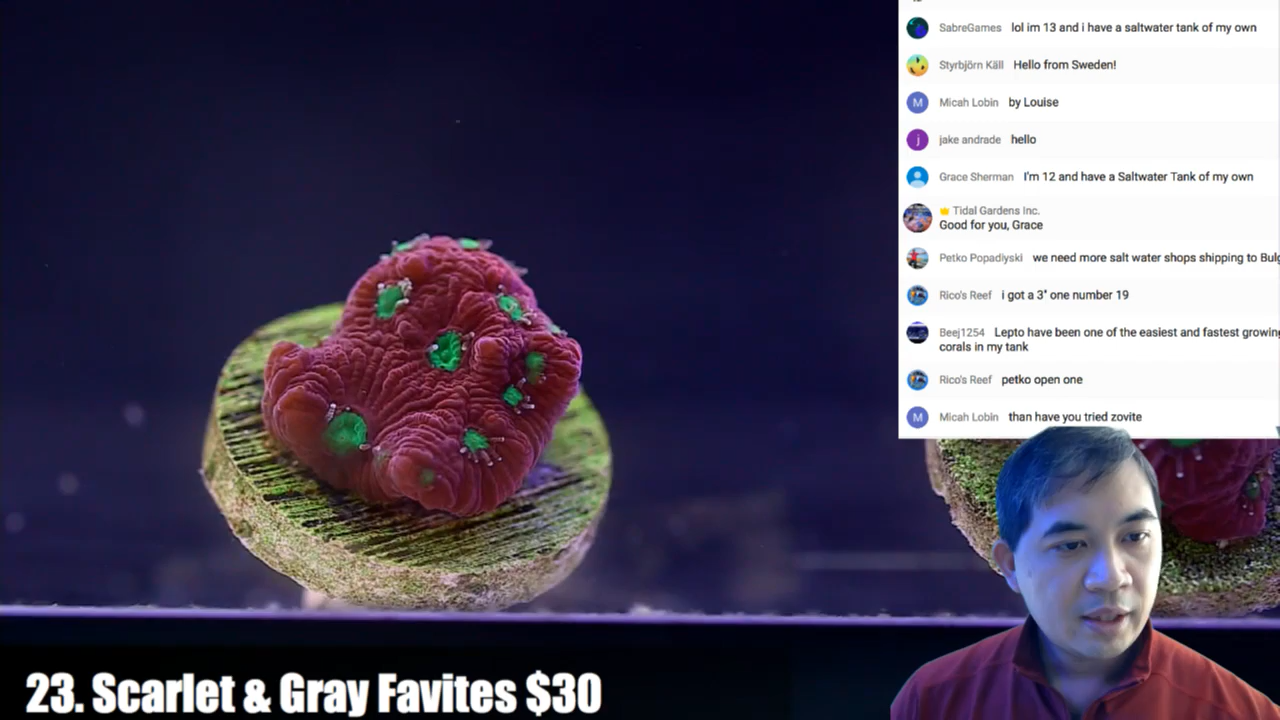 SabreGames lol im 13 and i have a saltwater tank of my own
Styrbjörn Käll Hello from Sweden!
M Micah Lobin by Louise
j jake andrade hello
Grace Sherman I'm 12 and have a Saltwater Tank of my own
Tidal Gardens Inc.
Good for you, Grace
Petko Popadiyski we need more salt water shops shipping to
Rico's Reef i got a 3" one number 19
Beej1254 Lepto have been one of the easiest and fastest growing
corals in my tank
Rico's Reef petko open one
M Micah Lobin than have you tried zovite
23. Scarlet & Gray Favites $30